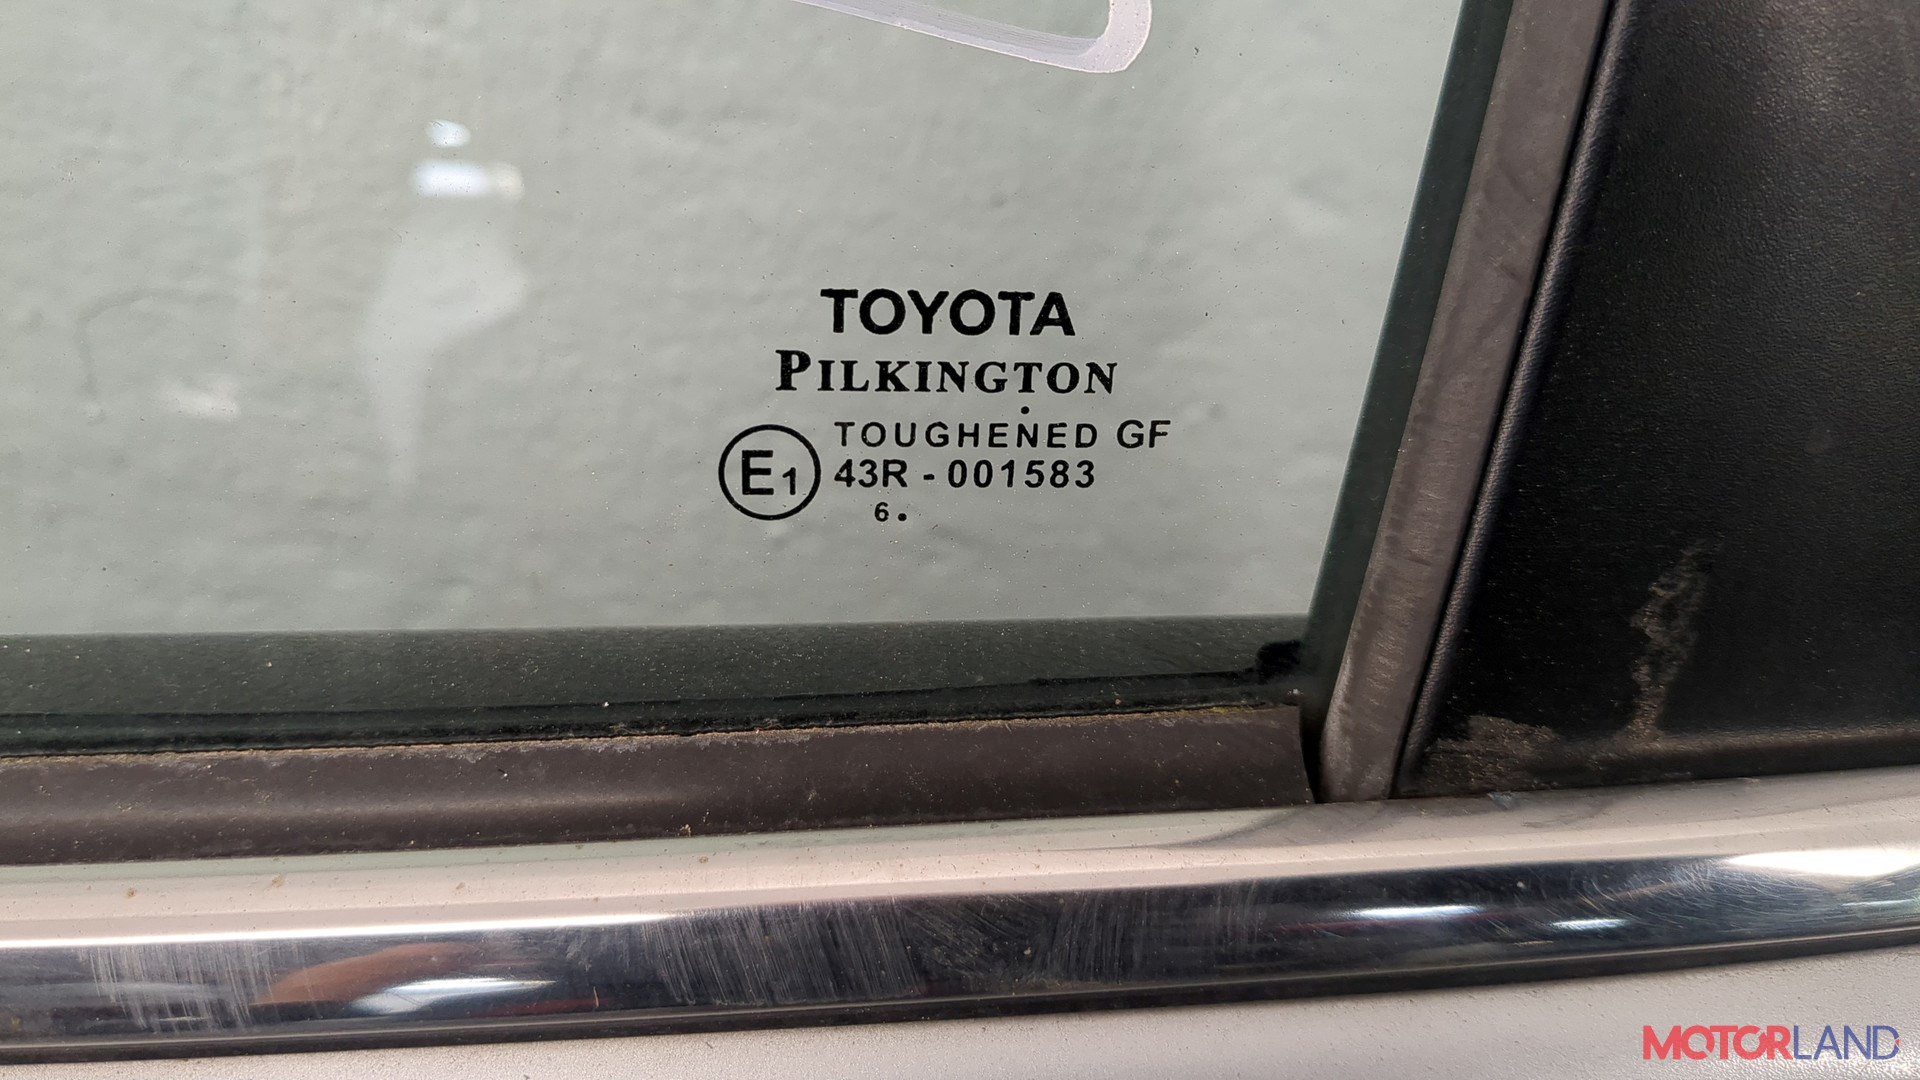 TOYOTA
PILKINGTON
TOUGHENED GF
E1 43R - 001583
6.
MOTORLAND